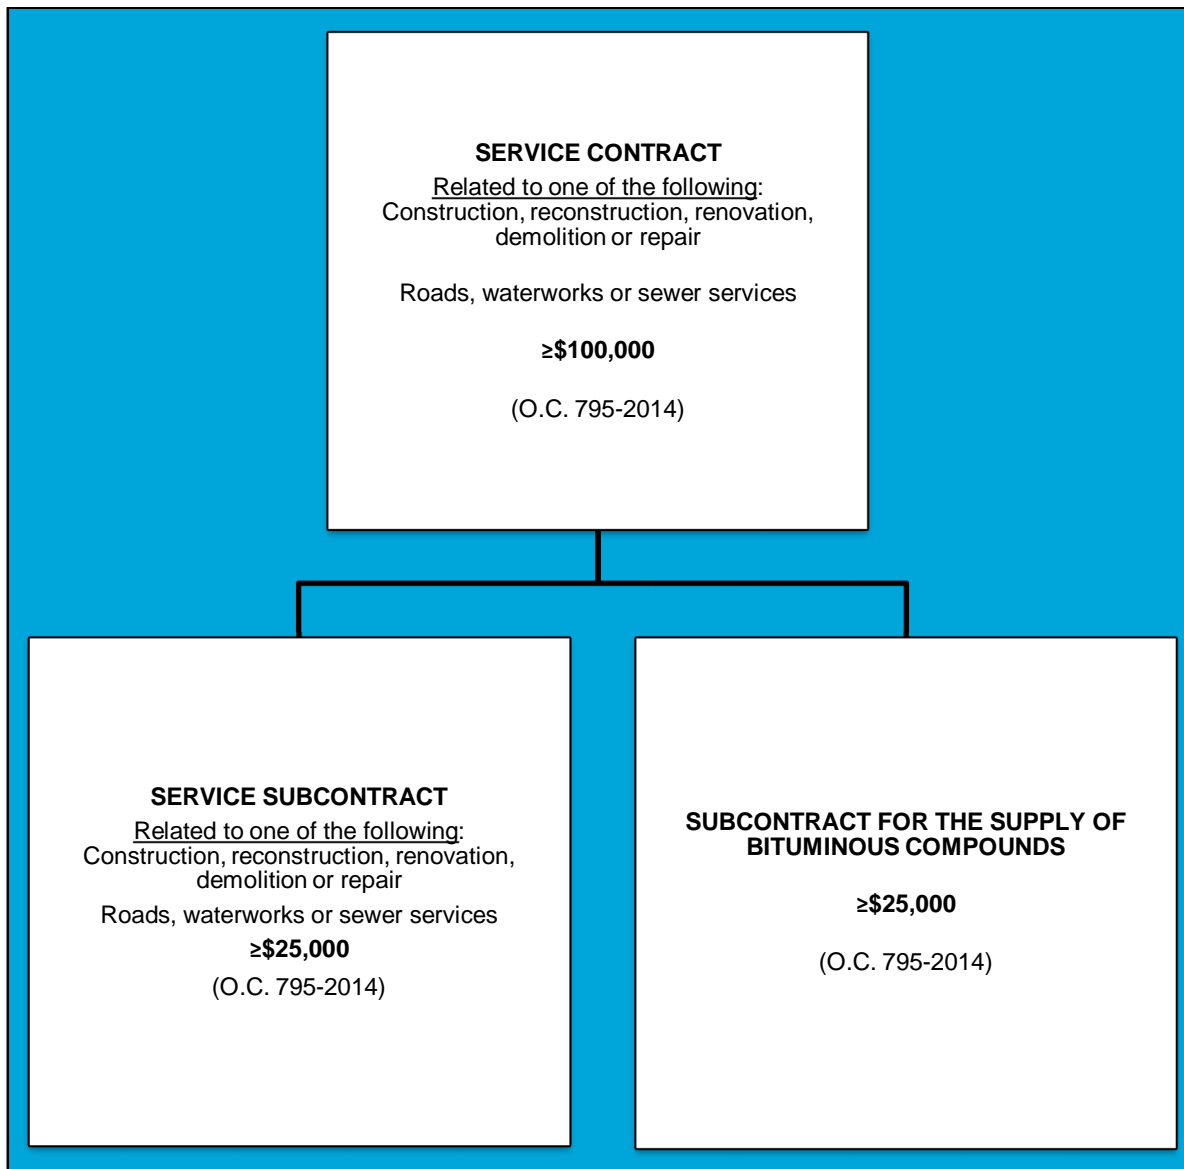 SERVICE CONTRACT
Related to one of the following:
Construction, reconstruction, renovation,
demolition or repair
Roads, waterworks or sewer services
≥$100,000
(O.C. 795-2014)
SERVICE SUBCONTRACT
Related to one of the following:
Construction, reconstruction, renovation,
demolition or repair
Roads, waterworks or sewer services
≥$25,000
(O.C. 795-2014)
SUBCONTRACT FOR THE SUPPLY OF
BITUMINOUS COMPOUNDS
≥$25,000
(O.C. 795-2014)